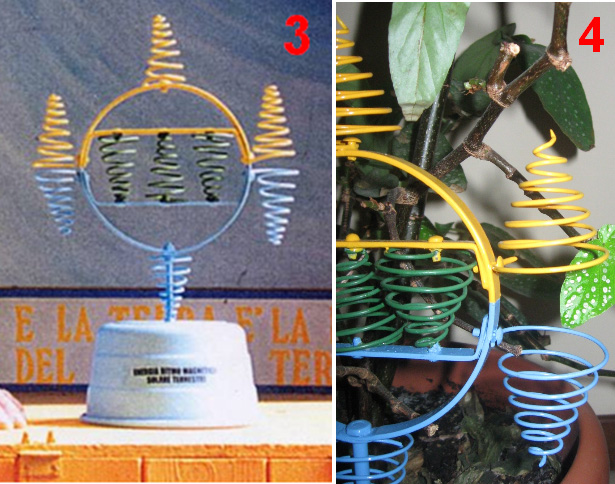 3
4
E LA TERRA E' LA
DEL TER
ENERGIA RITMO MAGNETICO
SOLARE TERRESTRE